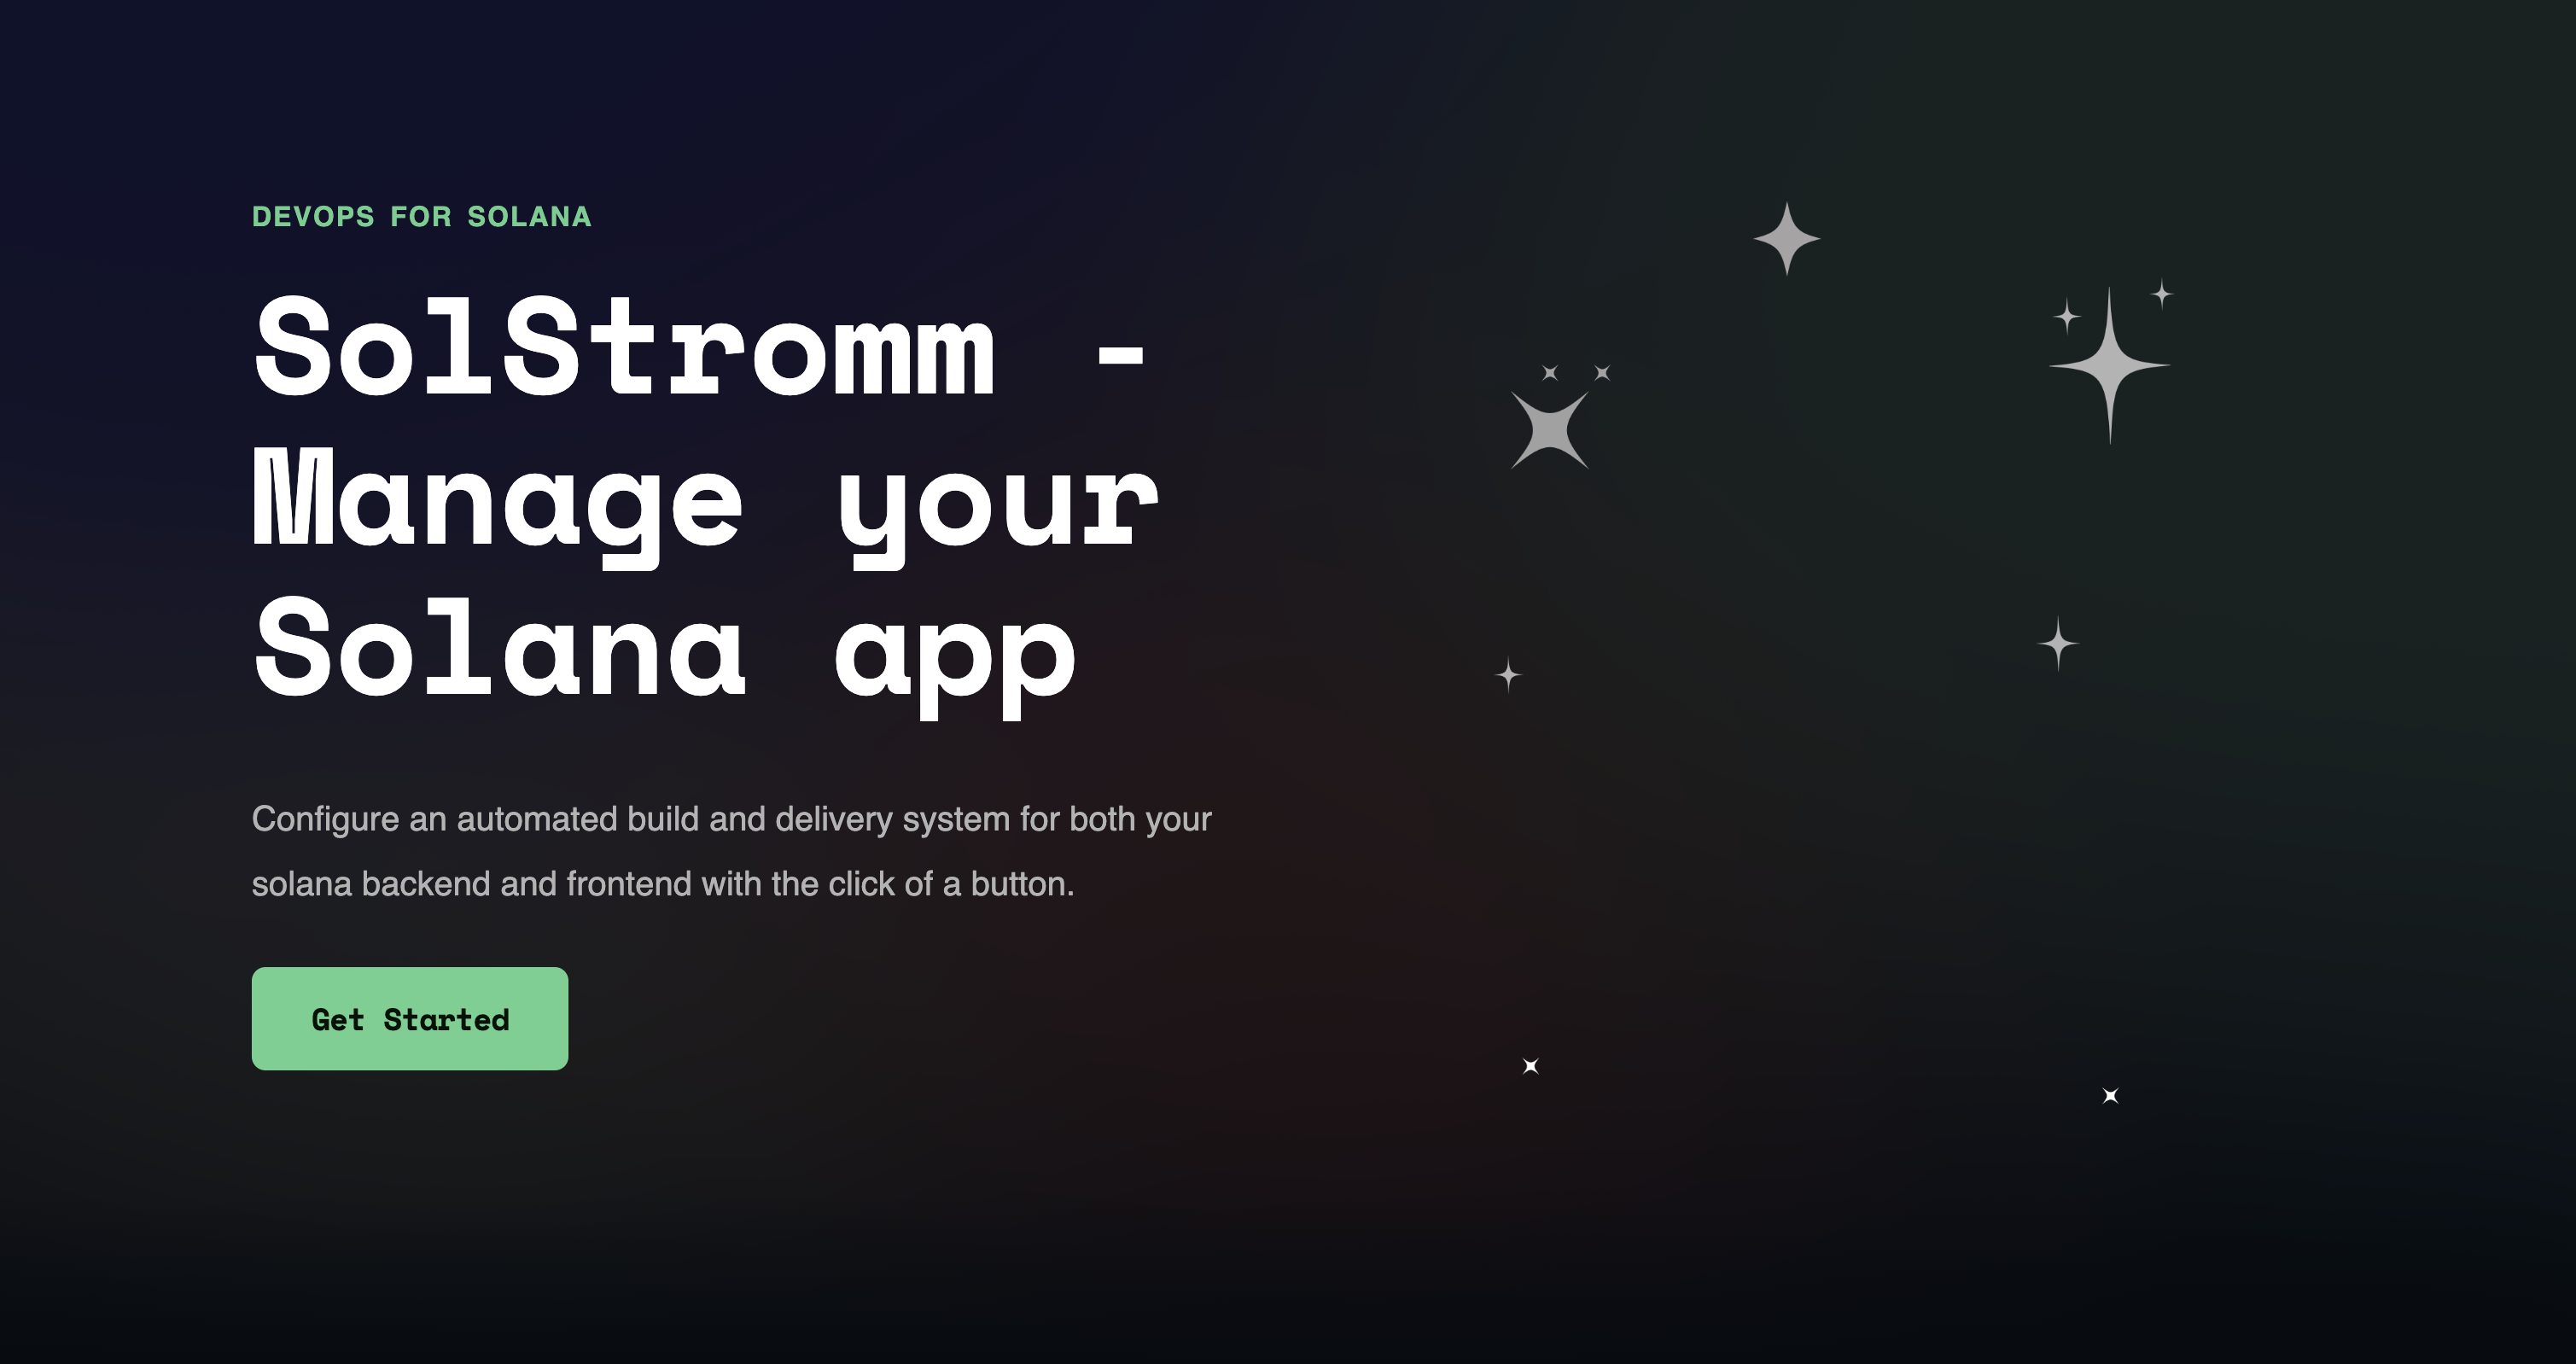 DEVOPS FOR SOLANA
SolStromm -
Manage your
Solana app
Configure an automated build and delivery system for both your
solana backend and frontend with the click of a button.
Get Started